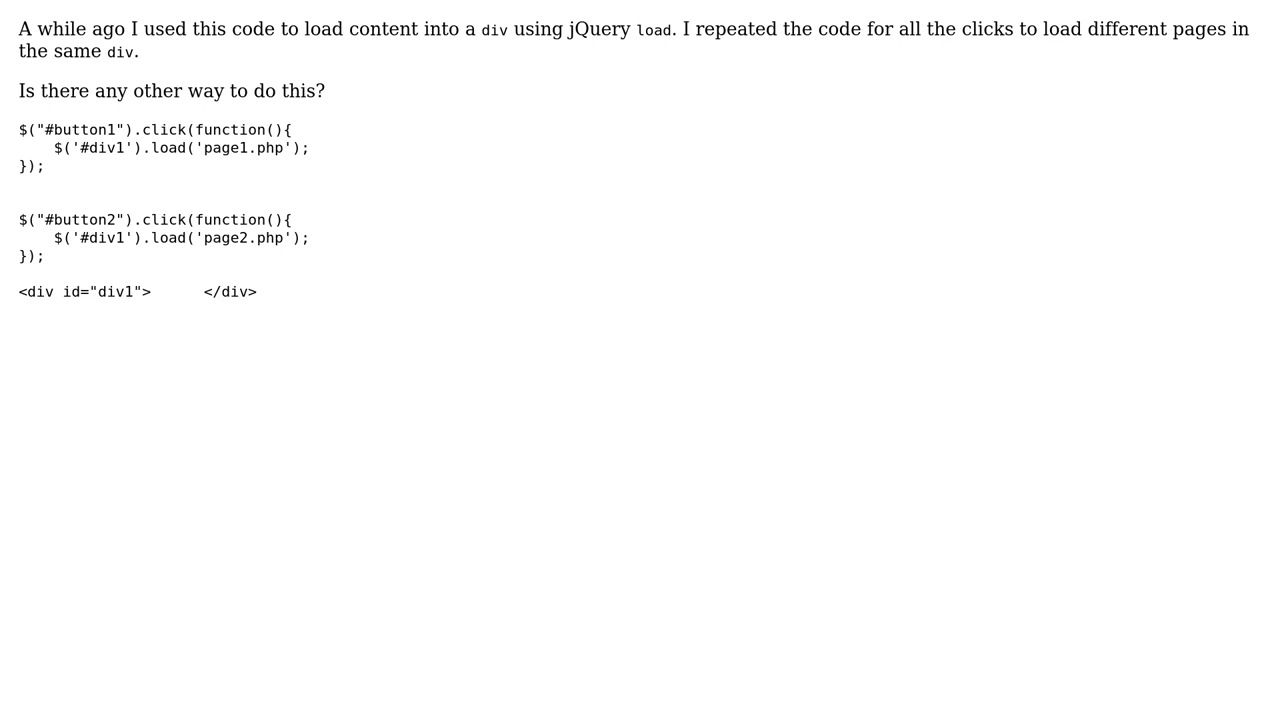 A while ago I used this code to load content into a div using jQuery load. I repeated the code for all the clicks to load different pages in
the same div.
Is there any other way to do this?
$("#button1").click(function(){
    $('#div1').load('page1.php');
});
$("#button2").click(function(){
    $('#div1').load('page2.php');
});
<div id="div1">      </div>